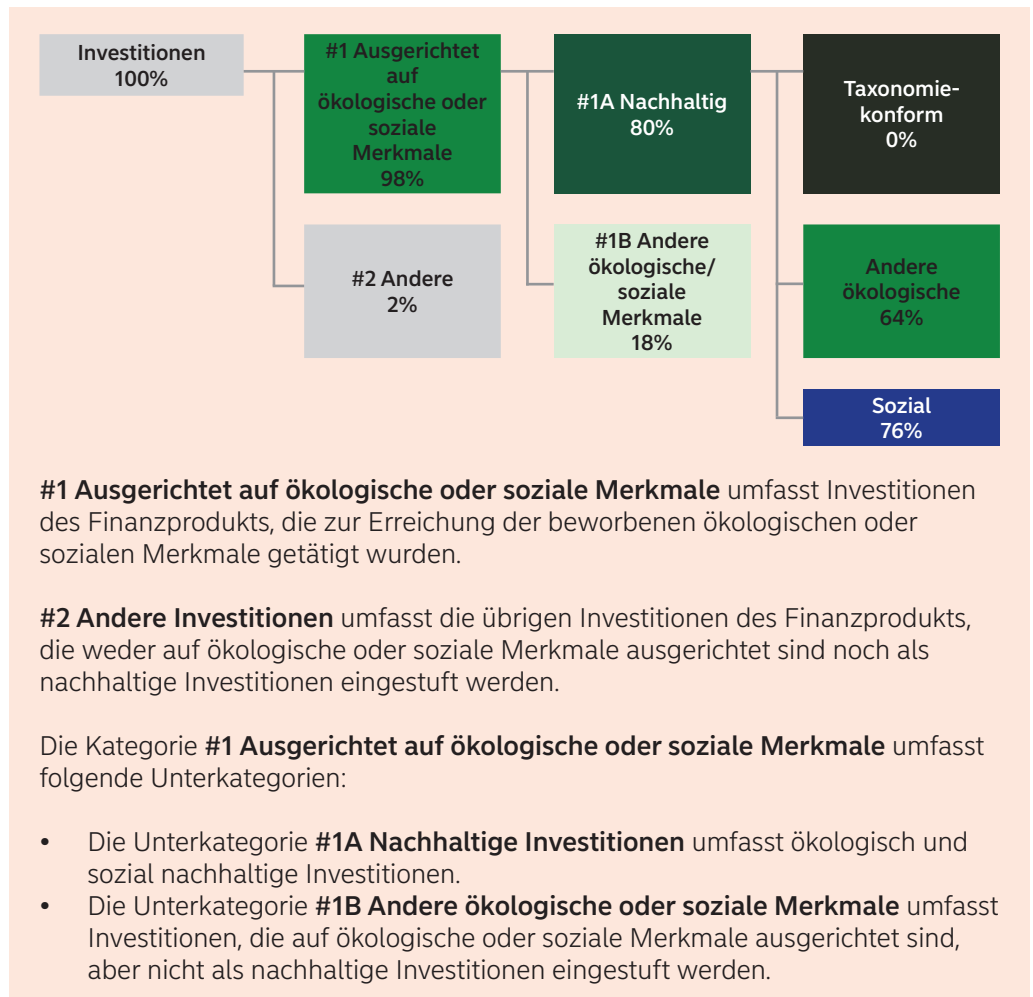 Investitionen
100%
#1 Ausgerichtet
auf
ökologische oder
soziale
Merkmale
98%
#1A Nachhaltig
80%
Taxonomie-
konform
0%
#2 Andere
2%
#1B Andere
ökologische/
soziale
Merkmale
18%
Andere
ökologische
64%
Sozial
76%
#1 Ausgerichtet auf ökologische oder soziale Merkmale umfasst Investitionen
des Finanzprodukts, die zur Erreichung der beworbenen ökologischen oder
sozialen Merkmale getätigt wurden.
#2 Andere Investitionen umfasst die übrigen Investitionen des Finanzprodukts,
die weder auf ökologische oder soziale Merkmale ausgerichtet sind noch als
nachhaltige Investitionen eingestuft werden.
Die Kategorie #1 Ausgerichtet auf ökologische oder soziale Merkmale umfasst
folgende Unterkategorien:
• Die Unterkategorie #1A Nachhaltige Investitionen umfasst ökologisch und
sozial nachhaltige Investitionen.
• Die Unterkategorie #1B Andere ökologische oder soziale Merkmale umfasst
Investitionen, die auf ökologische oder soziale Merkmale ausgerichtet sind,
aber nicht als nachhaltige Investitionen eingestuft werden.